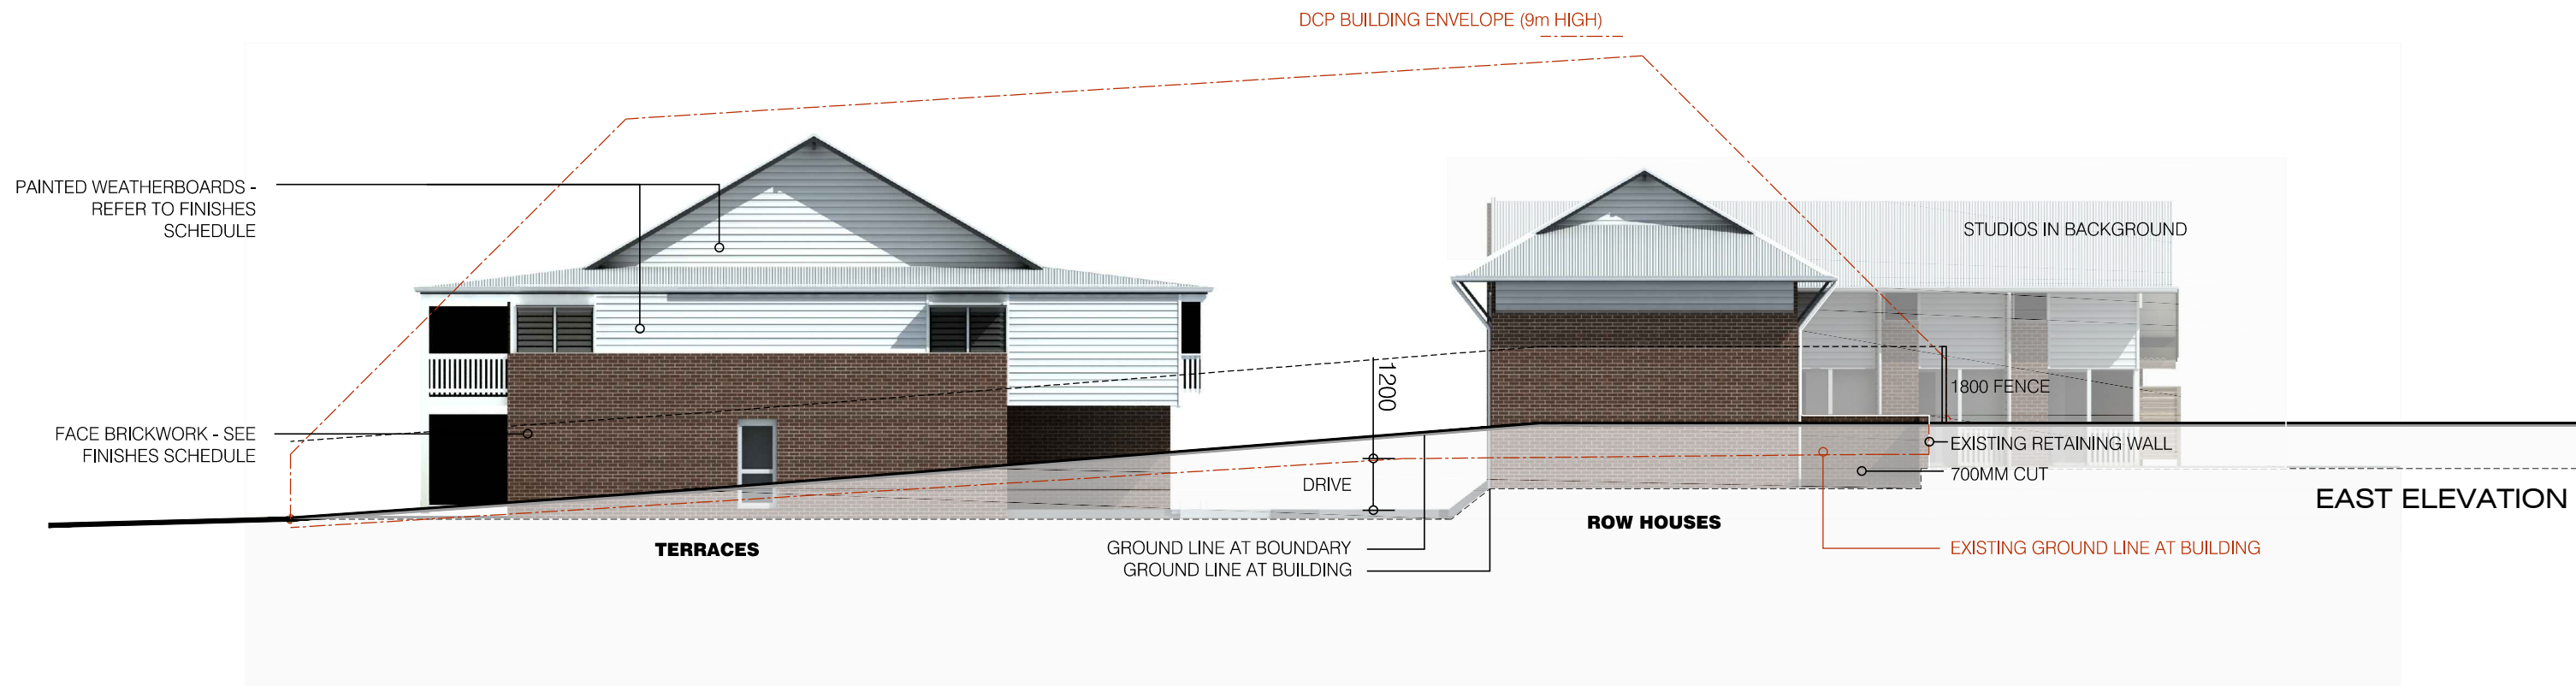 DCP BUILDING ENVELOPE (9m HIGH)
PAINTED WEATHERBOARDS -
REFER TO FINISHES
SCHEDULE
STUDIOS IN BACKGROUND
1200
1800 FENCE
FACE BRICKWORK - SEE
FINISHES SCHEDULE
EXISTING RETAINING WALL
700MM CUT
DRIVE
EAST ELEVATION
ROW HOUSES
TERRACES
GROUND LINE AT BOUNDARY
GROUND LINE AT BUILDING
EXISTING GROUND LINE AT BUILDING